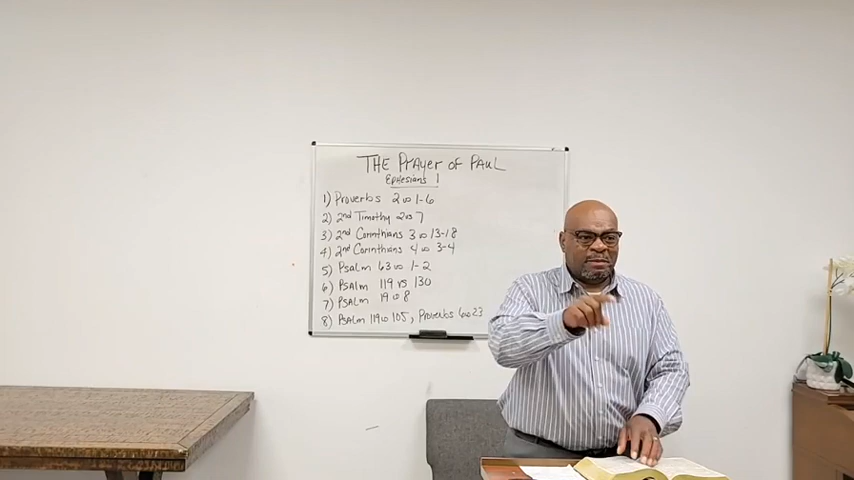 THE PrAyer of PAUL
Ephesians 1
1) Proverbs 2 vs 1-6
2) 2nd Timothy 2 vs 7
3) 2nd Corinthians 3 vs 13-18
4) 2nd Corinthians 4 vs 3-4
5) Psalm 63 vs 1-2
6) Psalm 119 vs 130
7) Psalm 19 vs 8
8) Psalm 119 vs 105, Proverbs 6 vs 23